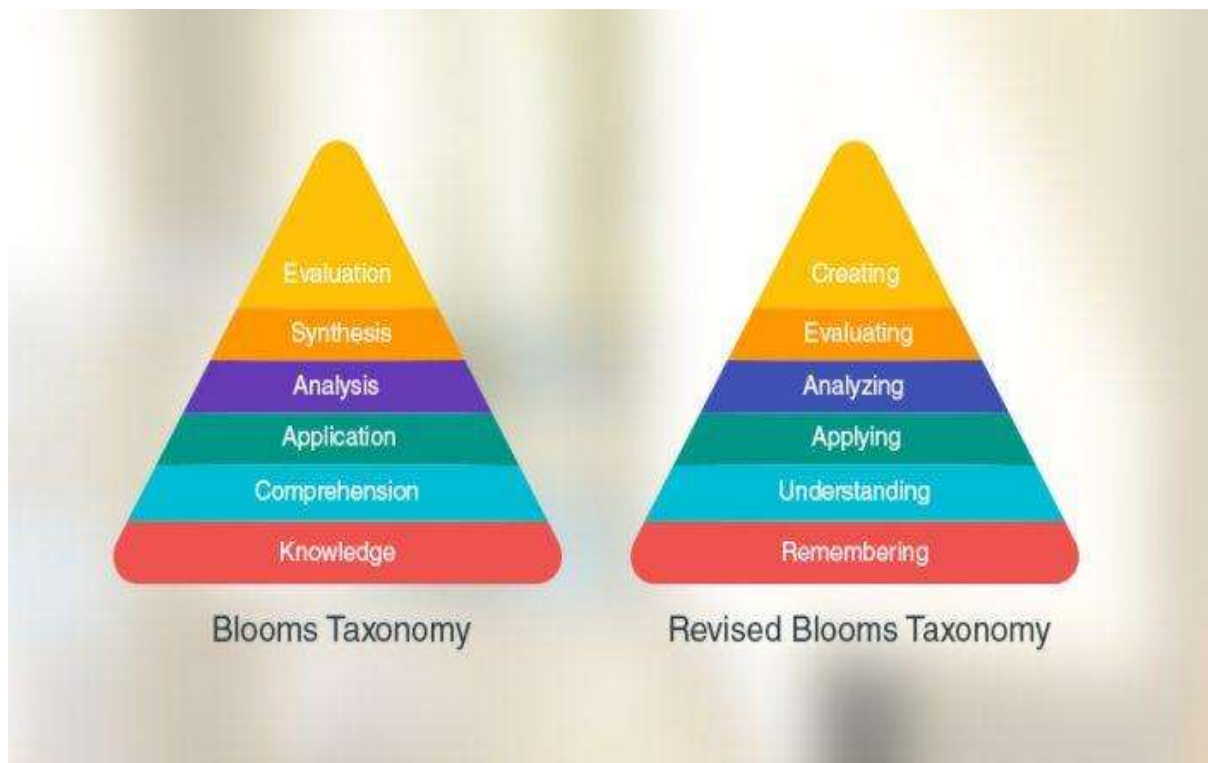 Evaluation
Synthesis
Analysis
Application
Comprehension
Knowledge
Blooms Taxonomy
Creating
Evaluating
Analyzing
Applying
Understanding
Remembering
Revised Blooms Taxonomy